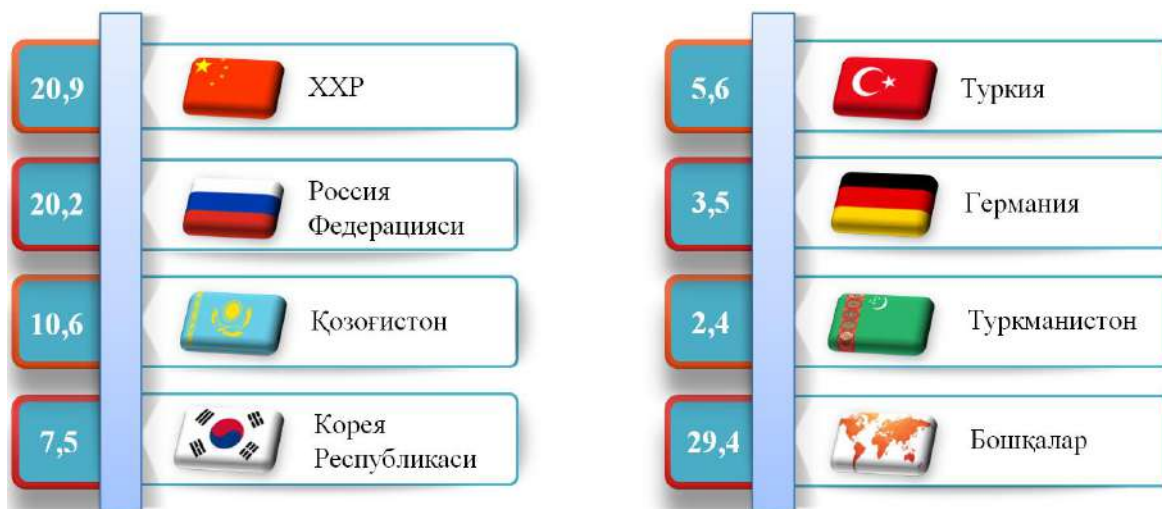 20,9
ХХР
20,2
Россия
Федерацияси
10,6
Қозоғистон
7,5
Корея
Республикаси
5,6
Туркия
3,5
Германия
2,4
Туркманистон
29,4
Бошқалар